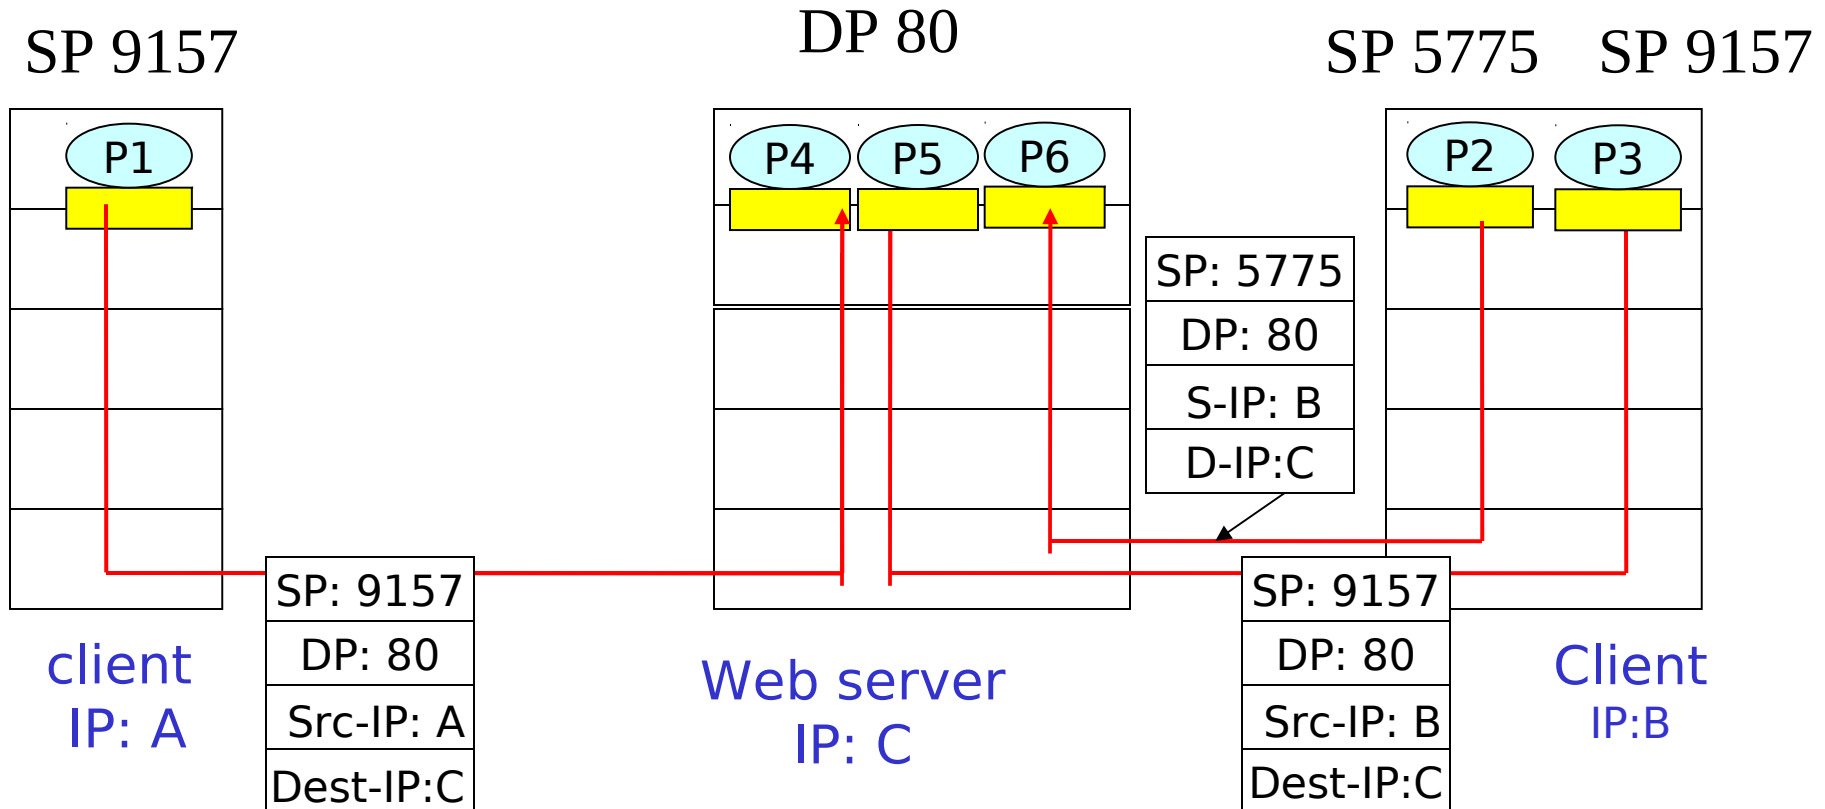 SP 9157
DP 80
SP 5775
SP 9157
P1
P4
P5
P6
P2
P3
SP: 5775
DP: 80
S-IP: B
D-IP:C
SP: 9157
DP: 80
Src-IP: A
Dest-IP:C
SP: 9157
DP: 80
Src-IP: B
Dest-IP:C
client
IP: A
Web server
IP: C
Client
IP:B